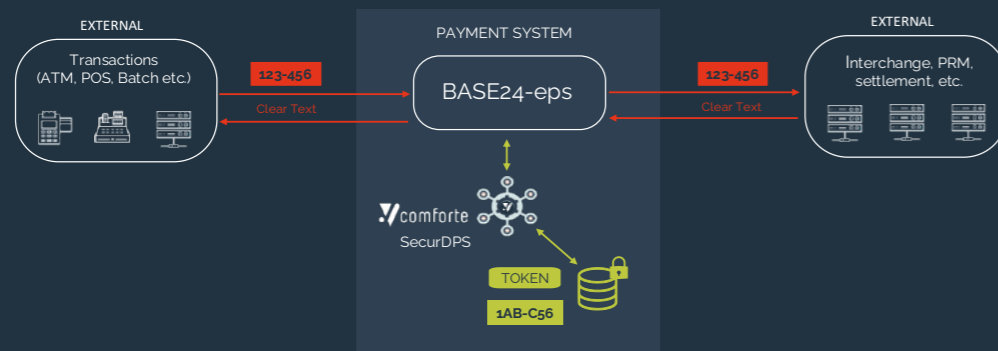 EXTERNAL
Transactions
(ATM, POS, Batch etc.)
123-456
Clear Text
PAYMENT SYSTEM
BASE24-eps
123-456
Clear Text
EXTERNAL
Interchange, PRM,
settlement, etc.
comforte
SecurDPS
TOKEN
1AB-C56